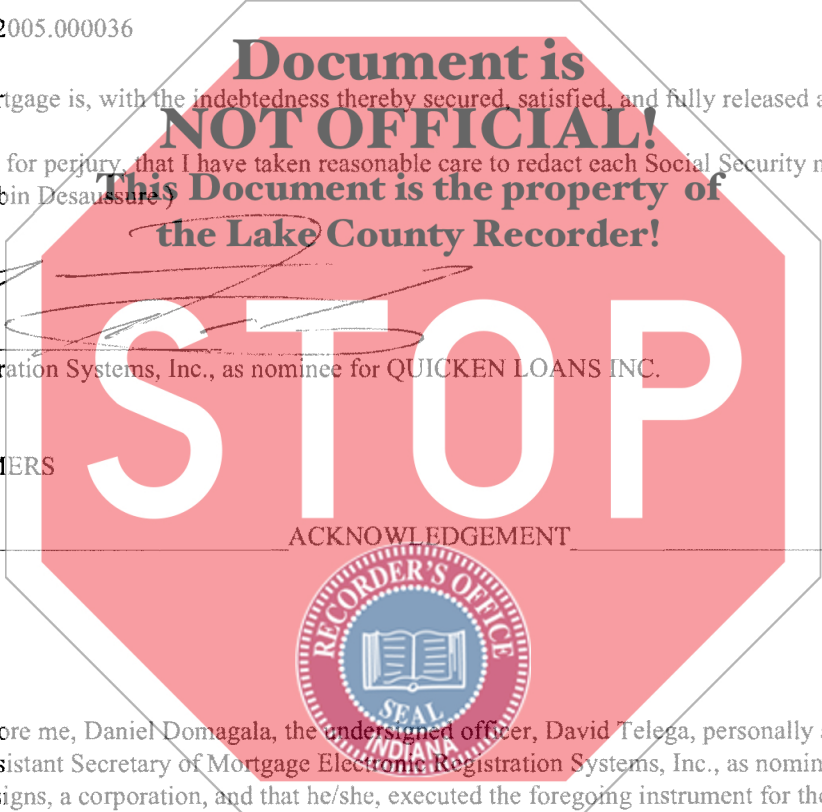 2005.000036
Document is
rtgage is, with the indebtedness thereby secured, satisfied, and fully released a
NOT OFFICIAL!
for perjury, that I have taken reasonable care to redact each Social Security n
This Document is the property of
bin Desaussure )
the Lake County Recorder!
STOP
ration Systems, Inc., as nominee for QUICKEN LOANS INC.
IERS
ACKNOWLEDGEMENT
RECORDER'S OFFICE
SEAL
INDIANA
ore me, Daniel Domagala, the undersigned officer, David Telega, personally a
sistant Secretary of Mortgage Electronic Registration Systems, Inc., as nomin
signs, a corporation, and that he/she, executed the foregoing instrument for the